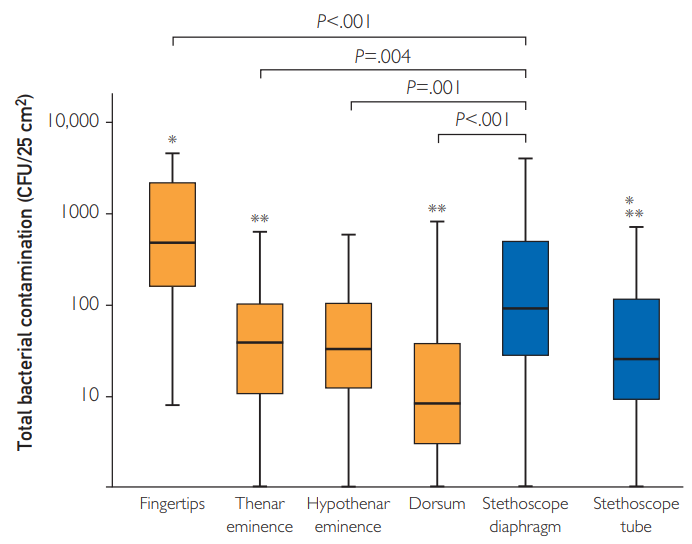 P<.001
P=.004
P=.001
P<.001
Total bacterial contamination (CFU/25 cm²)
10,000
1000
100
10
*
**
**
*
**
Fingertips
Thenar
eminence
Hypothenar
eminence
Dorsum
Stethoscope
diaphragm
Stethoscope
tube